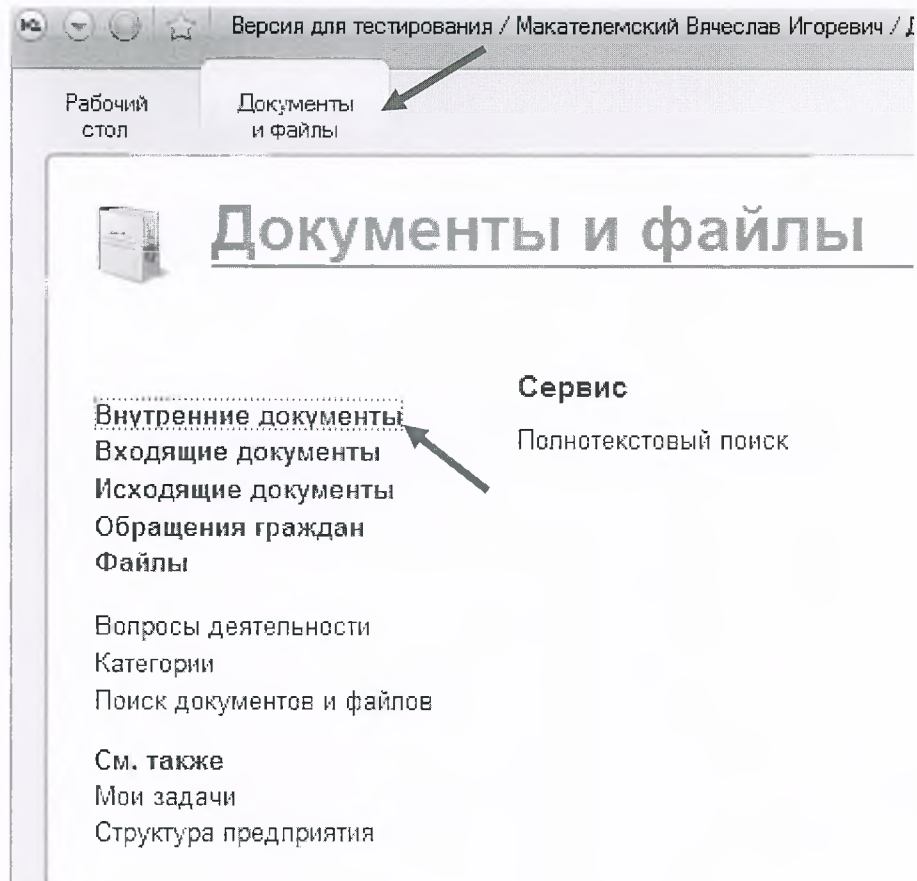 Версия для тестирования / Макателемский Вячеслав Игоревич /
Рабочий
стол
Документы
и файлы
Документы и файлы
Внутренние документы
Входящие документы
Исходящие документы
Обращения граждан
Файлы
Вопросы деятельности
Категории
Поиск документов и файлов
См. также
Мои задачи
Структура предприятия
Сервис
Полнотекстовый поиск